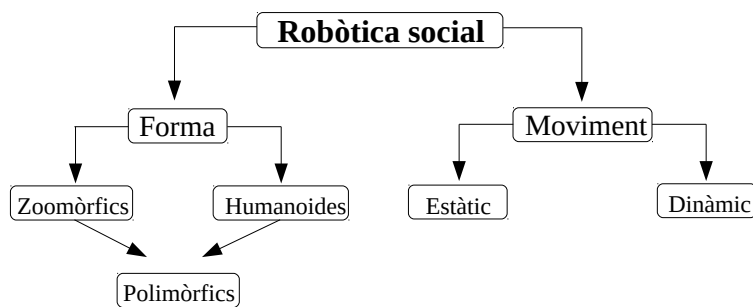 Robòtica social
Forma
Moviment
Zoomòrfics
Humanoides
Estàtic
Dinàmic
Polimòrfics